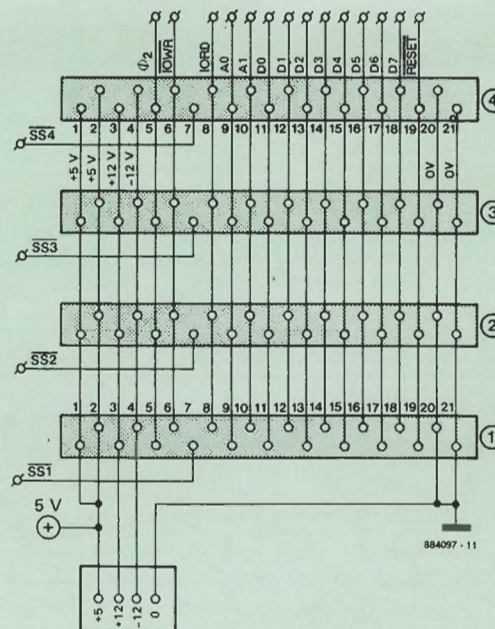 Φ2 IOWR IORD A0 A1 D0 D1 D2 D3 D4 D5 D6 D7 RESET
4
1 2 3 4 5 6 7 8 9 10 11 12 13 14 15 16 17 18 19 20 21
SS4
+5 V +5 V +12 V -12 V 0V 0V
3
SS3
2
SS2
1 2 3 4 5 6 7 8 9 10 11 12 13 14 15 16 17 18 19 20 21
1
SS1
5 V
+
884097 - 11
+5 +12 -12 0